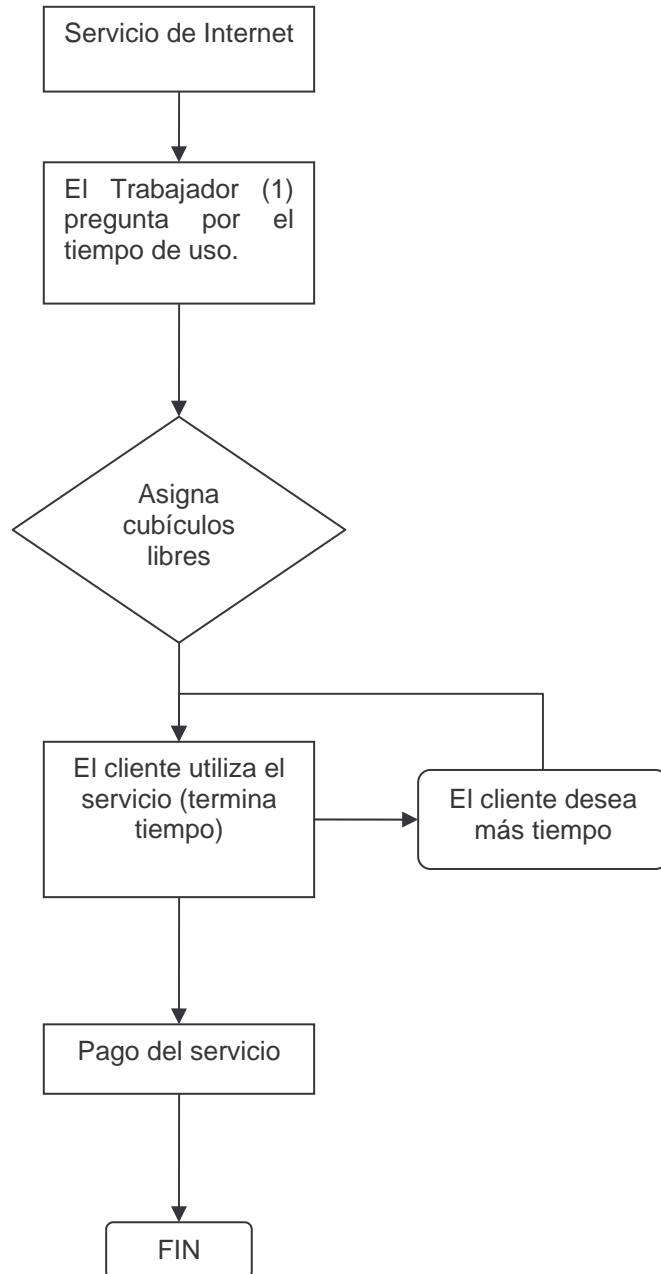 Servicio de Internet
El Trabajador (1)
pregunta por el
tiempo de uso.
Asigna
cubículos
libres
El cliente utiliza el
servicio (termina
tiempo)
El cliente desea
más tiempo
Pago del servicio
FIN